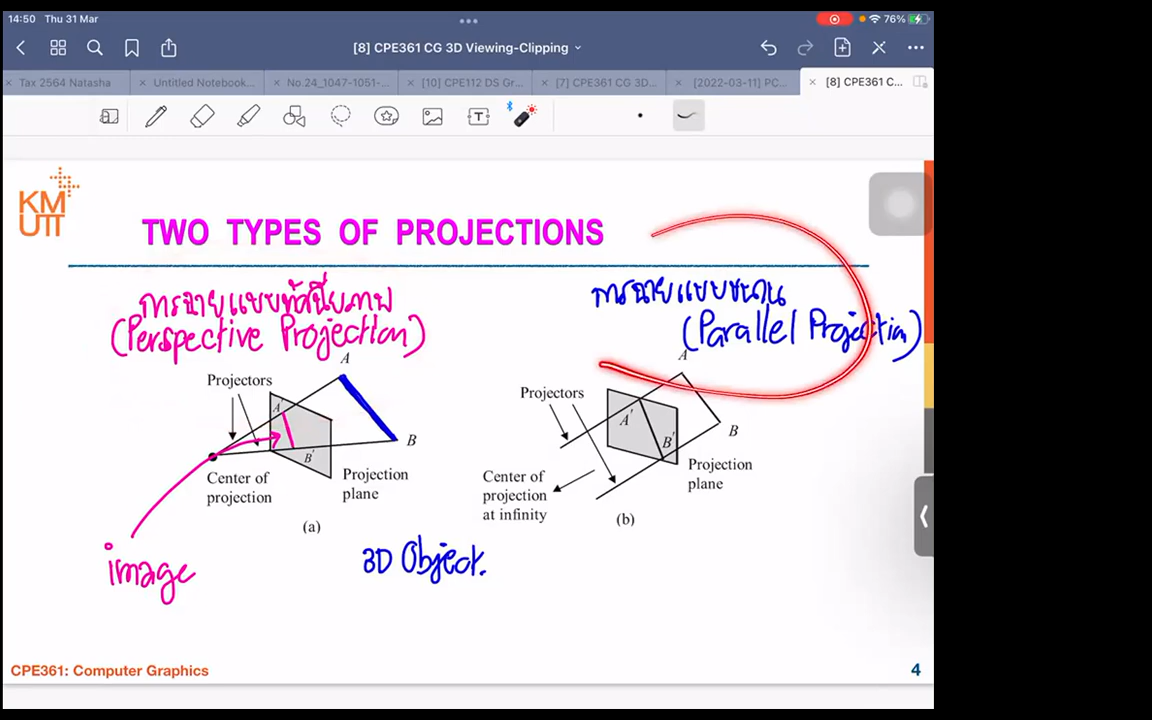 14:50 Thu 31 Mar
76%
[8] CPE361 CG 3D Viewing-Clipping
Tax 2564 Natasha
Untitled Notebook...
No.24_1047-1051-...
[10] CPE112 DS Gr...
[7] CPE361 CG 3D...
[2022-03-11] PC...
[8] CPE361 C...
T
KM
UTT
TWO TYPES OF PROJECTIONS
การฉายแบบทัศนียภาพ
(Perspective Projection)
การฉายแบบขนาน
(Parallel Projection)
A
Projectors
A'
B
B'
Center of
projection
Projection
plane
(a)
A
Projectors
A'
B
B'
Center of
projection
at infinity
Projection
plane
(b)
image
3D Object.
CPE361: Computer Graphics
4